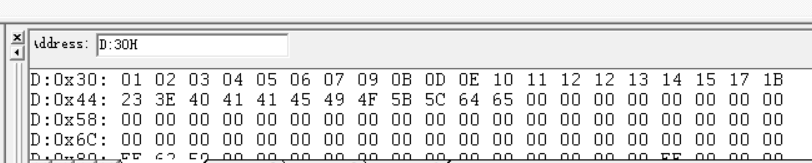 Address: D:30H
D:0x30: 01 02 03 04 05 06 07 09 0B 0D 0E 10 11 12 12 13 14 15 17 1B
D:0x44: 23 3E 40 41 41 45 49 4F 5B 5C 64 65 00 00 00 00 00 00 00 00
D:0x58: 00 00 00 00 00 00 00 00 00 00 00 00 00 00 00 00 00 00 00 00
D:0x6C: 00 00 00 00 00 00 00 00 00 00 00 00 00 00 00 00 00 00 00 00